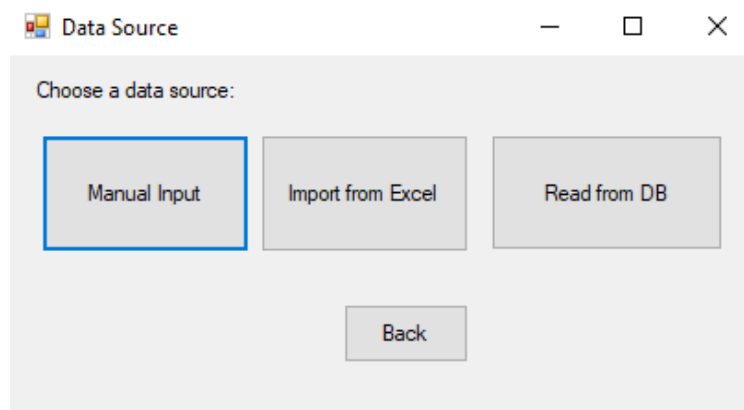 Data Source
Choose a data source:
Manual Input
Import from Excel
Read from DB
Back